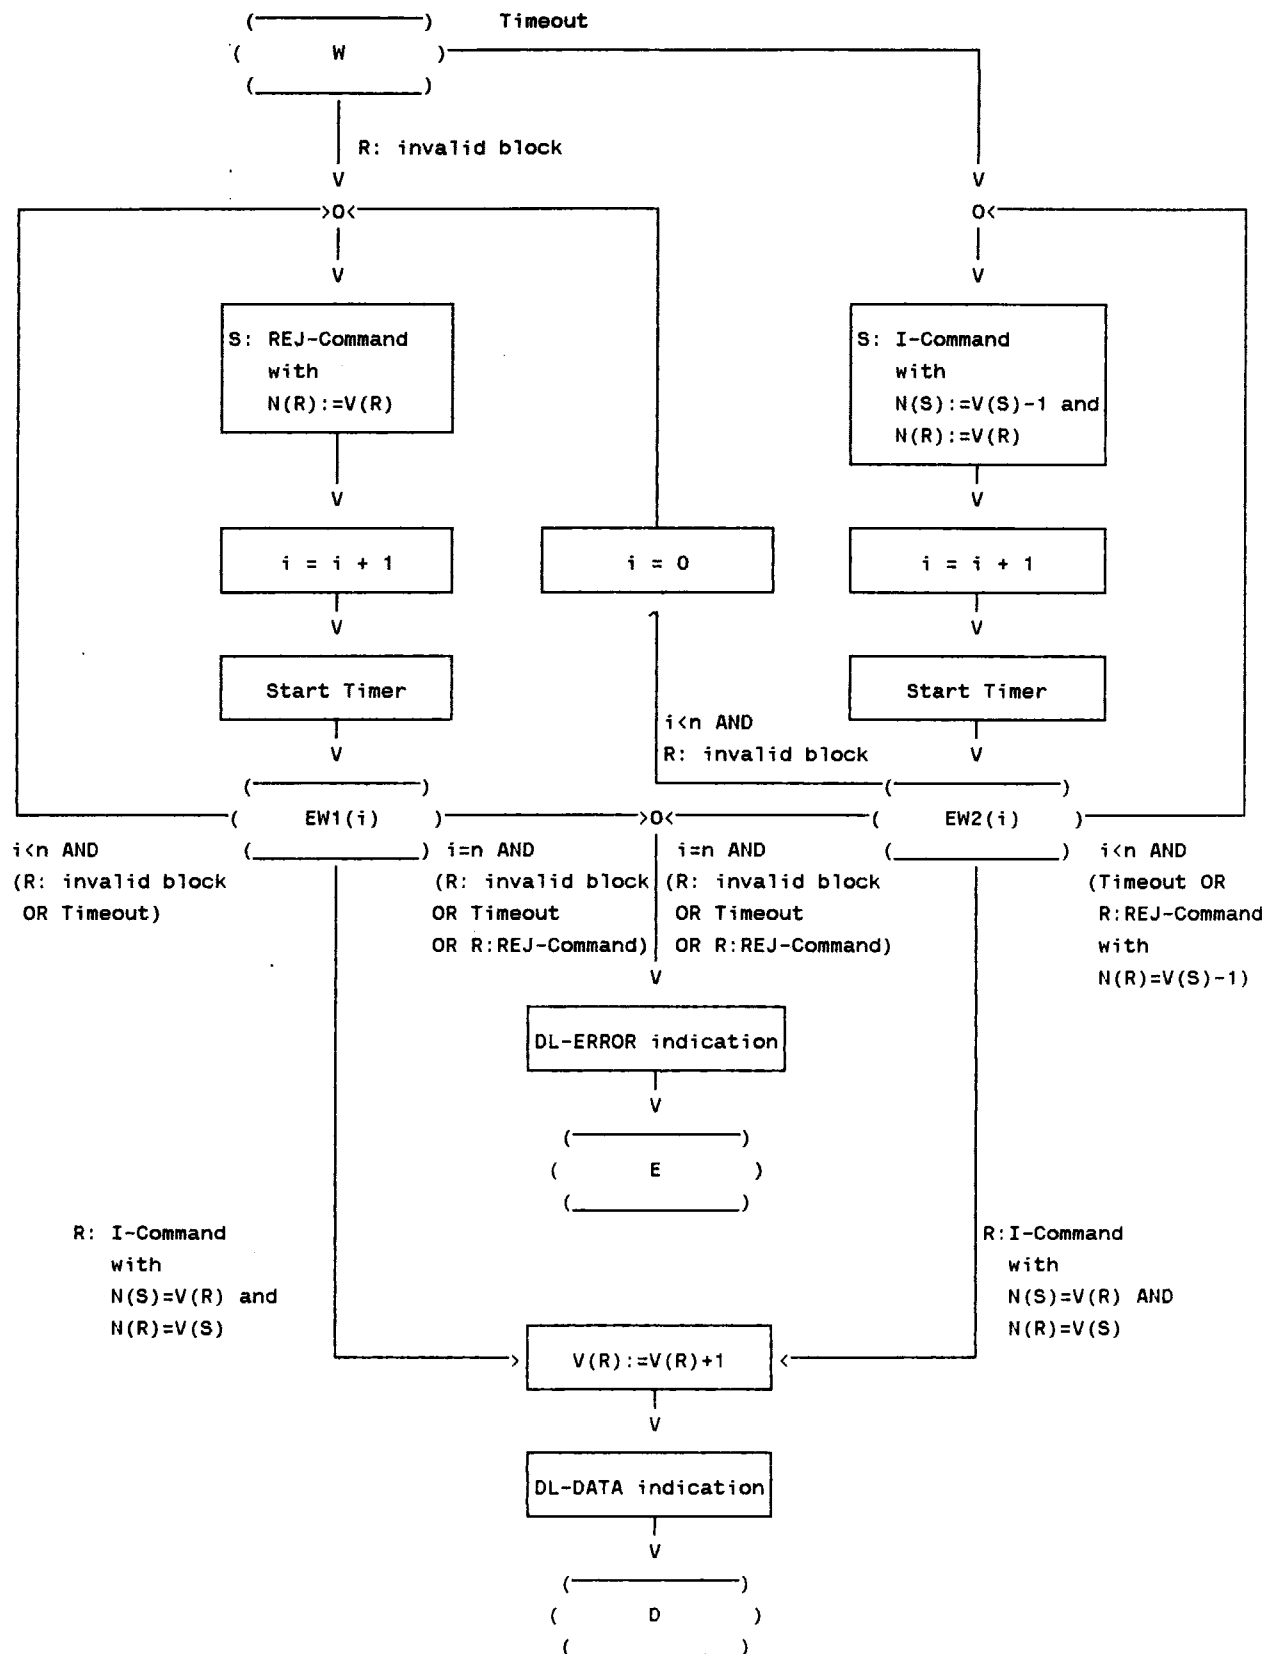 Timeout
W
R: invalid block
S: REJ-Command
with
N(R):=V(R)
S: I-Command
with
N(S):=V(S)-1 and
N(R):=V(R)
i = i + 1
i = 0
i = i + 1
Start Timer
Start Timer
i<n AND
R: invalid block
EW1(i)
EW2(i)
i<n AND
(R: invalid block
OR Timeout)
i=n AND
(R: invalid block
OR Timeout
OR R:REJ-Command)
i=n AND
(R: invalid block
OR Timeout
OR R:REJ-Command)
i<n AND
(Timeout OR
R:REJ-Command
with
N(R)=V(S)-1)
DL-ERROR indication
E
R: I-Command
with
N(S)=V(R) and
N(R)=V(S)
R:I-Command
with
N(S)=V(R) AND
N(R)=V(S)
V(R):=V(R)+1
DL-DATA indication
D